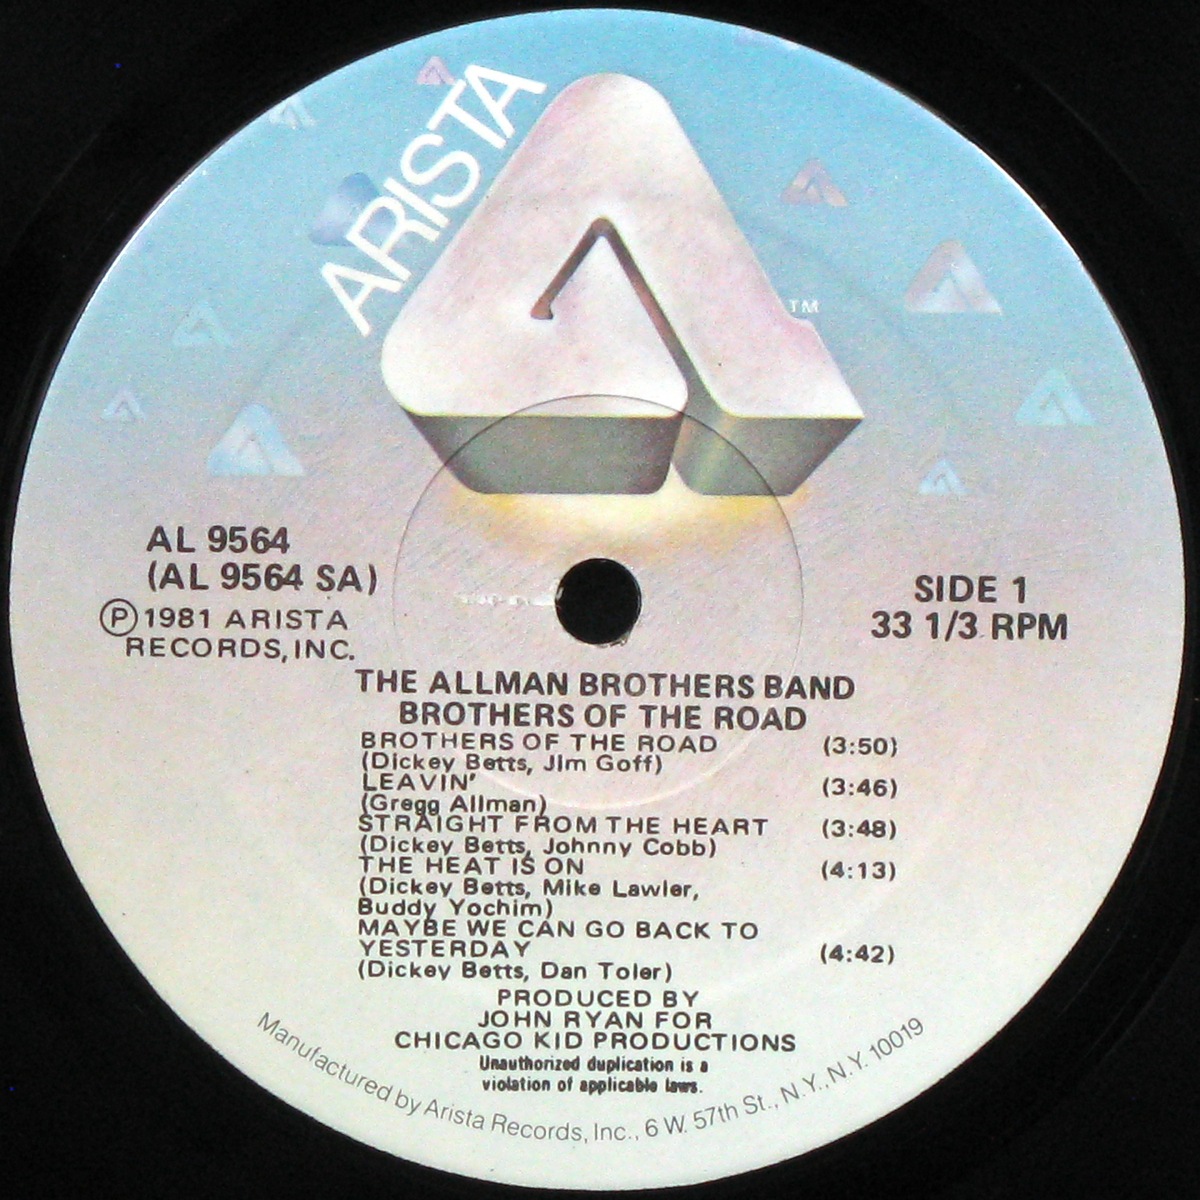 ARISTA
TM
AL 9564
(AL 9564 SA)
Ⓟ1981 ARISTA
RECORDS, INC.
SIDE 1
33 1/3 RPM
THE ALLMAN BROTHERS BAND
BROTHERS OF THE ROAD
BROTHERS OF THE ROAD (3:50)
(Dickey Betts, Jim Goff)
LEAVIN' (3:46)
(Gregg Allman)
STRAIGHT FROM THE HEART (3:48)
(Dickey Betts, Johnny Cobb)
THE HEAT IS ON (4:13)
(Dickey Betts, Mike Lawler,
Buddy Yochim)
MAYBE WE CAN GO BACK TO
YESTERDAY (4:42)
(Dickey Betts, Dan Toler)
PRODUCED BY
JOHN RYAN FOR
CHICAGO KID PRODUCTIONS
Unauthorized duplication is a
violation of applicable laws.
Manufactured by Arista Records, Inc., 6 W. 57th St., N.Y., N.Y. 10019